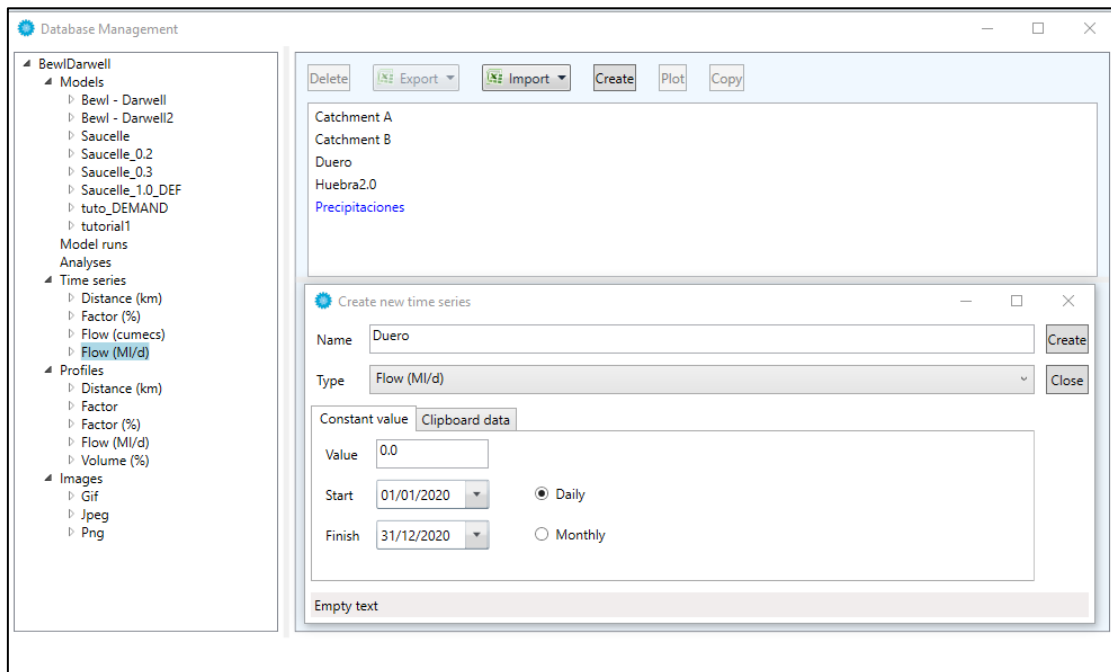 Database Management
BewlDarwell
Models
Bewl - Darwell
Bewl - Darwell2
Saucelle
Saucelle_0.2
Saucelle_0.3
Saucelle_1.0_DEF
tuto_DEMAND
tutorial1
Model runs
Analyses
Time series
Distance (km)
Factor (%)
Flow (cumecs)
Flow (Ml/d)
Profiles
Distance (km)
Factor
Factor (%)
Flow (Ml/d)
Volume (%)
Images
Gif
Jpeg
Png
Delete Export Import Create Plot Copy
Catchment A
Catchment B
Duero
Huebra2.0
Precipitaciones
Create new time series
Name Duero Create
Type Flow (Ml/d) Close
Constant value Clipboard data
Value 0.0
Start 01/01/2020 Daily
Finish 31/12/2020 Monthly
Empty text